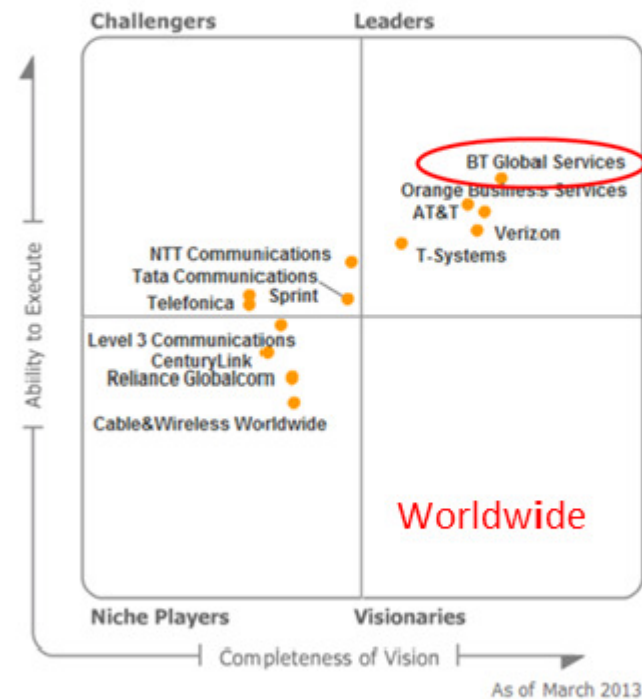 Challengers Leaders
BT Global Services
Orange Business Services
AT&T
Verizon
NTT Communications
T-Systems
Tata Communications
Sprint
Telefonica
Level 3 Communications
CenturyLink
Reliance Globalcom
Cable&Wireless Worldwide
Worldwide
Niche Players Visionaries
Ability to Execute
Completeness of Vision
As of March 2013